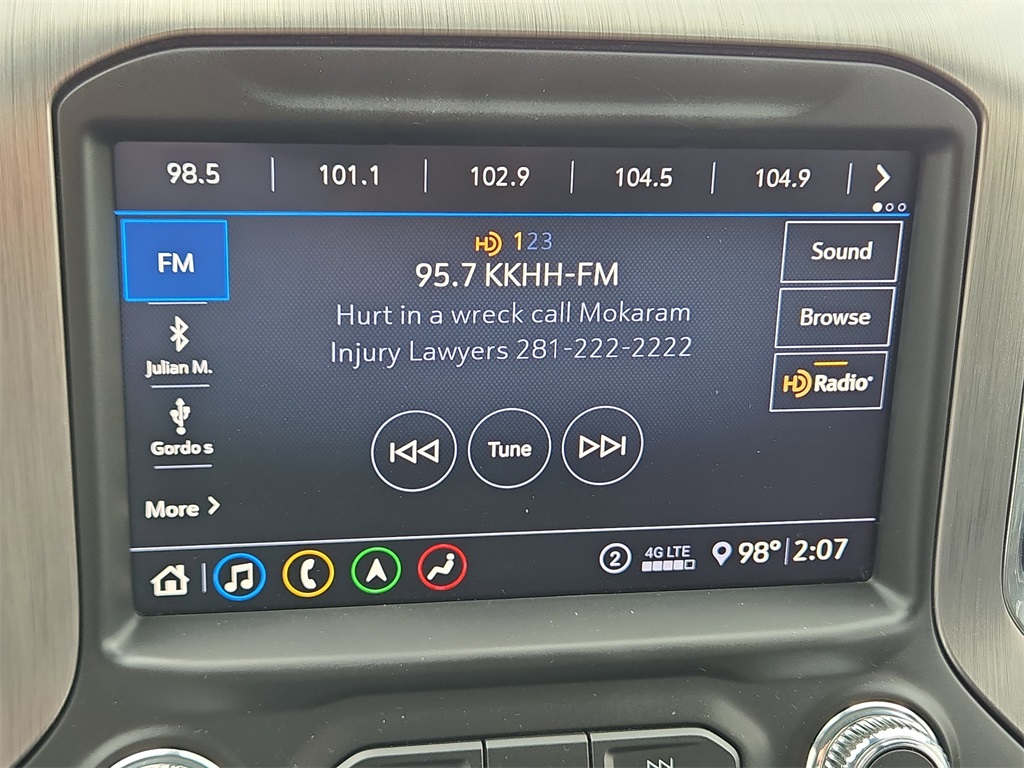 98.5 101.1 102.9 104.5 104.9
FM
HD 123
95.7 KKHH-FM
Hurt in a wreck call Mokaram
Injury Lawyers 281-222-2222
Sound
Browse
HD Radio
Julian M.
Gordo s
Tune
More
2 4G LTE 98° 2:07